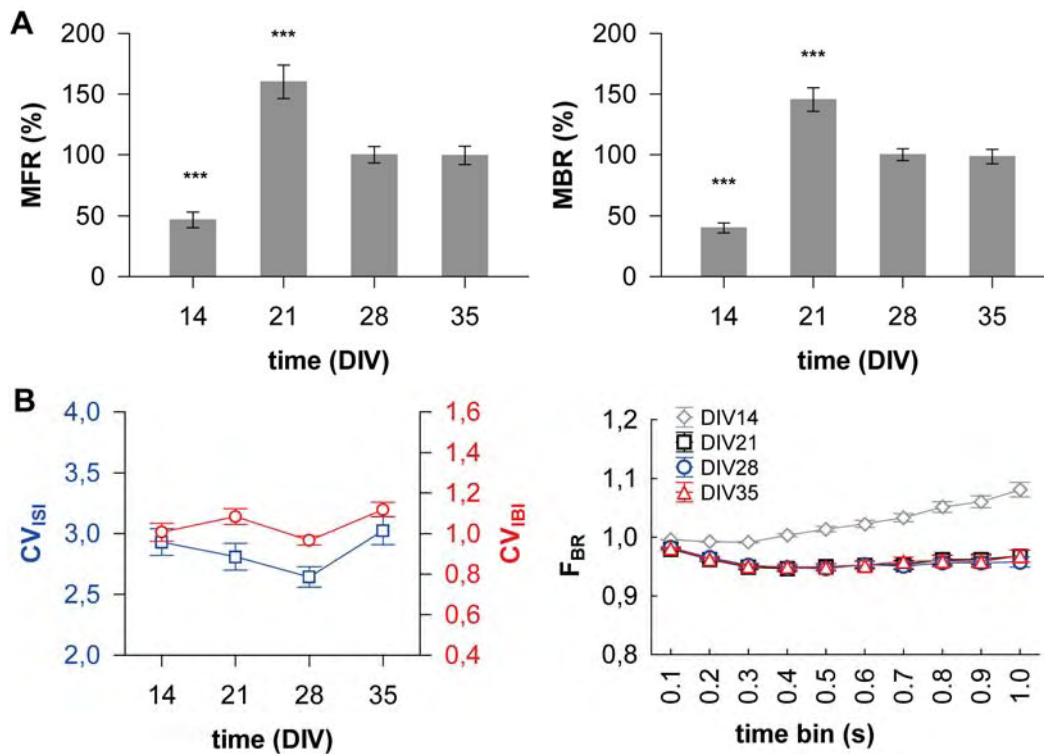 A
MFR (%)
200
150
100
50
0
***
***
14 21 28 35
time (DIV)
MBR (%)
200
150
100
50
0
***
***
14 21 28 35
time (DIV)
B
CVISI
4,0
3,5
3,0
2,5
2,0
1,6
1,4
1,2
1,0
0,8
0,6
0,4
CVIBI
14 21 28 35
time (DIV)
FBR
1,2
1,1
1,0
0,9
0,8
DIV14
DIV21
DIV28
DIV35
0.1 0.2 0.3 0.4 0.5 0.6 0.7 0.8 0.9 1.0
time bin (s)